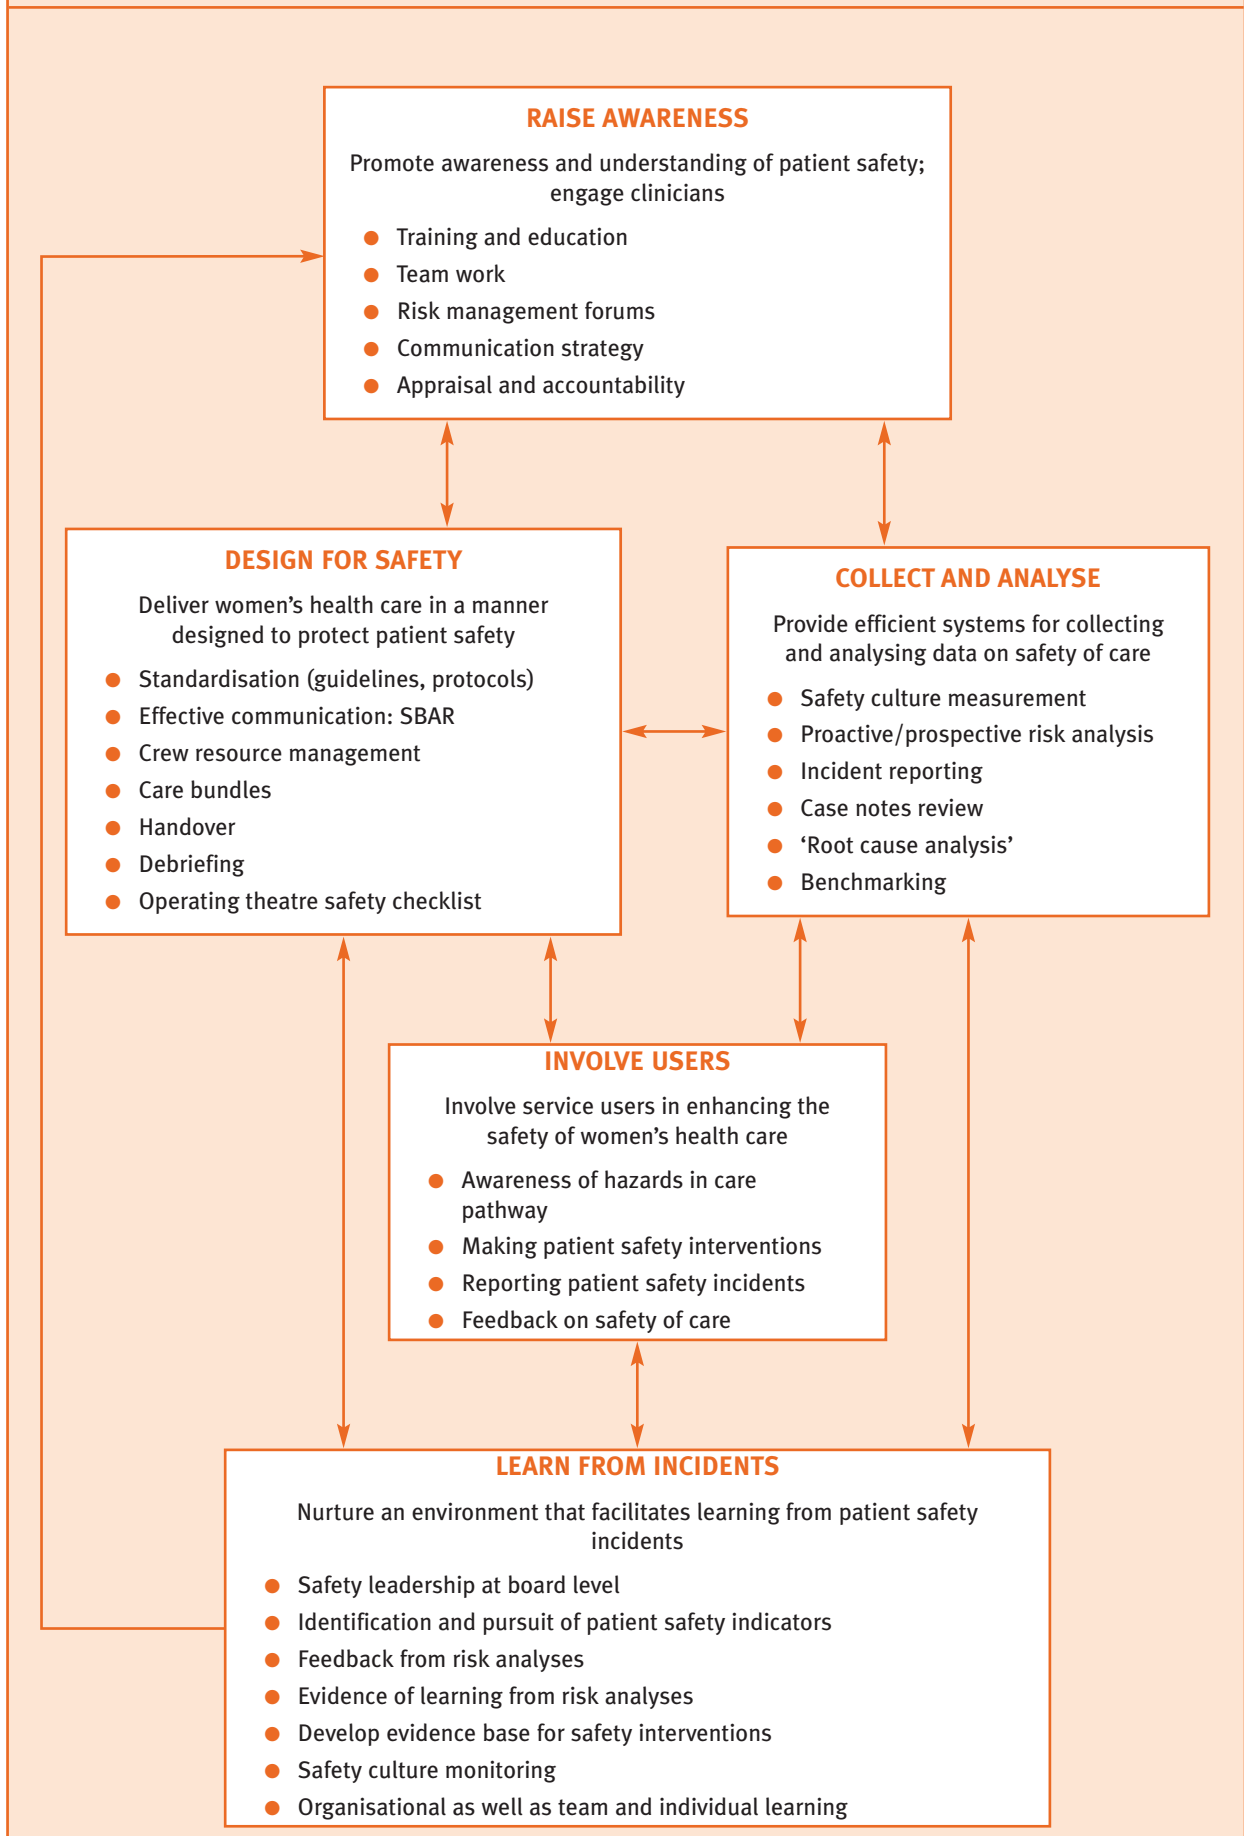 RAISE AWARENESS
Promote awareness and understanding of patient safety;
engage clinicians
● Training and education
● Team work
● Risk management forums
● Communication strategy
● Appraisal and accountability
DESIGN FOR SAFETY
Deliver women’s health care in a manner
designed to protect patient safety
● Standardisation (guidelines, protocols)
● Effective communication: SBAR
● Crew resource management
● Care bundles
● Handover
● Debriefing
● Operating theatre safety checklist
COLLECT AND ANALYSE
Provide efficient systems for collecting
and analysing data on safety of care
● Safety culture measurement
● Proactive/prospective risk analysis
● Incident reporting
● Case notes review
● ‘Root cause analysis’
● Benchmarking
INVOLVE USERS
Involve service users in enhancing the
safety of women’s health care
● Awareness of hazards in care
pathway
● Making patient safety interventions
● Reporting patient safety incidents
● Feedback on safety of care
LEARN FROM INCIDENTS
Nurture an environment that facilitates learning from patient safety
incidents
● Safety leadership at board level
● Identification and pursuit of patient safety indicators
● Feedback from risk analyses
● Evidence of learning from risk analyses
● Develop evidence base for safety interventions
● Safety culture monitoring
● Organisational as well as team and individual learning